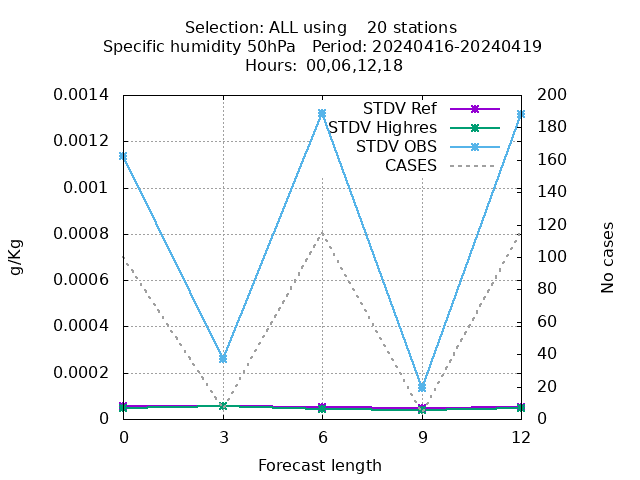 Selection: ALL using    20 stations
Specific humidity 50hPa   Period: 20240416-20240419
Hours:  00,06,12,18
0.0014
0.0012
0.001
0.0008
0.0006
0.0004
0.0002
0
g/Kg
STDV Ref
STDV Highres
STDV OBS
CASES
200
180
160
140
120
100
80
60
40
20
0
No cases
0 3 6 9 12
Forecast length